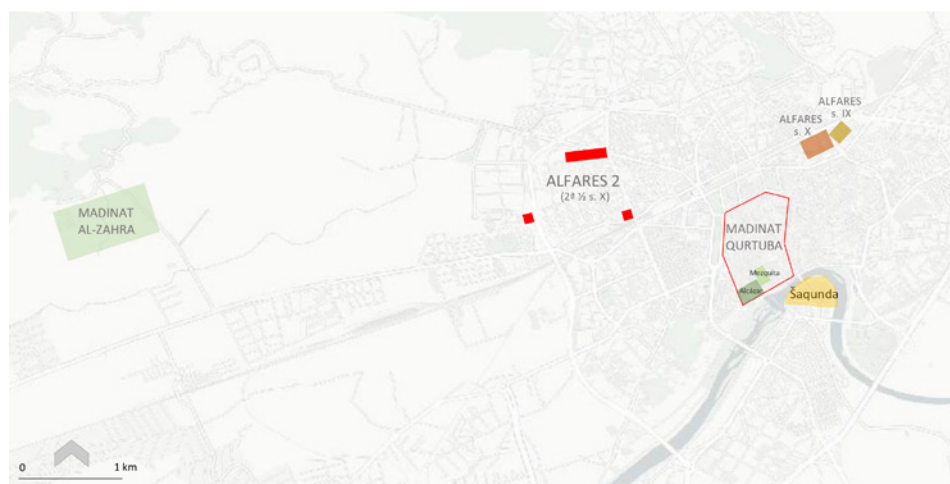 ALFARES
s. IX
ALFARES
s. X
ALFARES 2
(2ª ½ s. X)
MADINAT
AL-ZAHRA
MADINAT
QURTUBA
Mezquita
Alcázar
Šaqunda
0 1 km